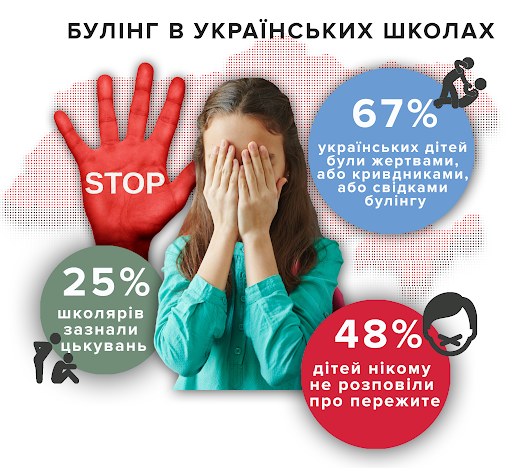 БУЛІНГ В УКРАЇНСЬКИХ ШКОЛАХ
67%
українських дітей
були жертвами,
або кривдниками,
або свідками
булінгу
STOP
25%
школярів
зазнали
цькувань
48%
дітей нікому
не розповіли
про пережите